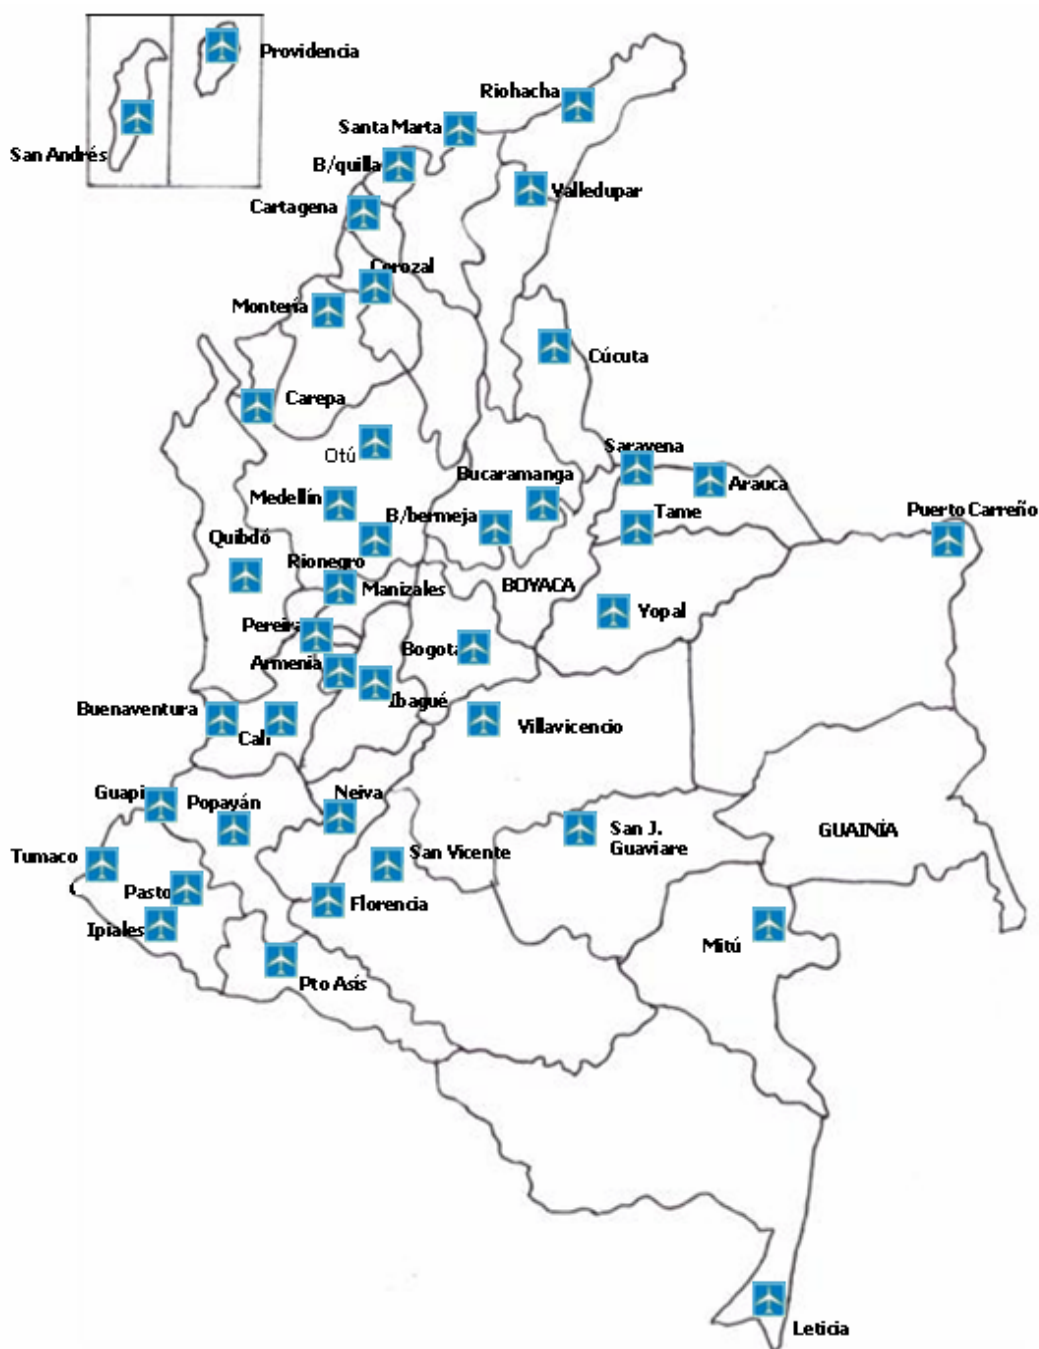 Providencia
Riohacha
Santa Marta
San Andrés
B/quilla
Valledupar
Cartagena
Corozal
Montería
Cúcuta
Carepa
Otú
Saravena
Bucaramanga
Arauca
Medellín
B/bermeja
Tame
Puerto Carreño
Quibdó
Rionegro
Manizales
BOYACA
Yopal
Pereira
Bogota
Armenia
Ibagué
Buenaventura
Cali
Villavicencio
Guapi
Popayán
Neiva
San J.
Guaviare
GUAINÍA
Tumaco
San Vicente
Pasto
Florencia
Ipiales
Mitú
Pto Asís
Leticia